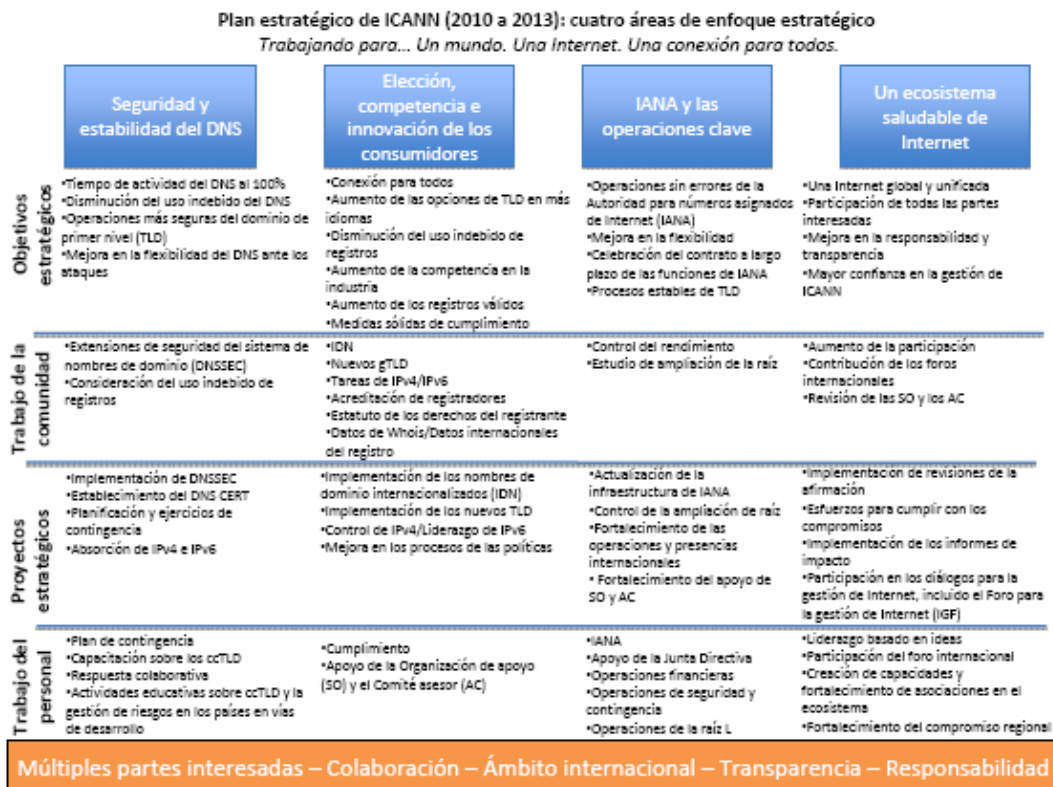 Plan estratégico de ICANN (2010 a 2013): cuatro áreas de enfoque estratégico
Trabajando para... Un mundo. Una Internet. Una conexión para todos.
Seguridad y
estabilidad del DNS
Elección,
competencia e
innovación de los
consumidores
IANA y las
operaciones clave
Un ecosistema
saludable de
Internet
Objetivos
estratégicos
•Tiempo de actividad del DNS al 100%
•Disminución del uso indebido del DNS
•Operaciones más seguras del dominio de
primer nivel (TLD)
•Mejora en la flexibilidad del DNS ante los
ataques
•Conexión para todos
•Aumento de las opciones de TLD en más
idiomas
•Disminución del uso indebido de
registros
•Aumento de la competencia en la
industria
•Aumento de los registros válidos
•Medidas sólidas de cumplimiento
•Operaciones sin errores de la
Autoridad para números asignados
de Internet (IANA)
•Mejora en la flexibilidad
•Celebración del contrato a largo
plazo de las funciones de IANA
•Procesos estables de TLD
•Una Internet global y unificada
•Participación de todas las partes
interesadas
•Mejora en la responsabilidad y
transparencia
•Mayor confianza en la gestión de
ICANN
Trabajo de la
comunidad
•Extensiones de seguridad del sistema de
nombres de dominio (DNSSEC)
•Consideración del uso indebido de
registros
•IDN
•Nuevos gTLD
•Tareas de IPv4/IPv6
•Acreditación de registradores
•Estatuto de los derechos del registrante
•Datos de Whois/Datos internacionales
del registro
•Control del rendimiento
•Estudio de ampliación de la raíz
•Aumento de la participación
•Contribución de los foros
internacionales
•Revisión de las SO y los AC
Proyectos
estratégicos
•Implementación de DNSSEC
•Establecimiento del DNS CERT
•Planificación y ejercicios de
contingencia
•Absorción de IPv4 e IPv6
•Implementación de los nombres de
dominio internacionalizados (IDN)
•Implementación de los nuevos TLD
•Control de IPv4/Liderazgo de IPv6
•Mejora en los procesos de las políticas
•Actualización de la
infraestructura de IANA
•Control de la ampliación de raíz
•Fortalecimiento de las
operaciones y presencias
internacionales
• Fortalecimiento del apoyo de
SO y AC
•Implementación de revisiones de la
afirmación
•Esfuerzos para cumplir con los
compromisos
•Implementación de los informes de
impacto
•Participación en los diálogos para la
gestión de Internet, incluido el Foro para
la gestión de Internet (IGF)
Trabajo del
personal
•Plan de contingencia
•Capacitación sobre los ccTLD
•Respuesta colaborativa
•Actividades educativas sobre ccTLD y la
gestión de riesgos en los países en vías
de desarrollo
•Cumplimiento
•Apoyo de la Organización de apoyo
(SO) y el Comité asesor (AC)
•IANA
•Apoyo de la Junta Directiva
•Operaciones financieras
•Operaciones de seguridad y
contingencia
•Operaciones de la raíz L
•Liderazgo basado en ideas
•Participación del foro internacional
•Creación de capacidades y
fortalecimiento de asociaciones en el
ecosistema
•Fortalecimiento del compromiso regional
Múltiples partes interesadas – Colaboración – Ámbito internacional – Transparencia – Responsabilidad